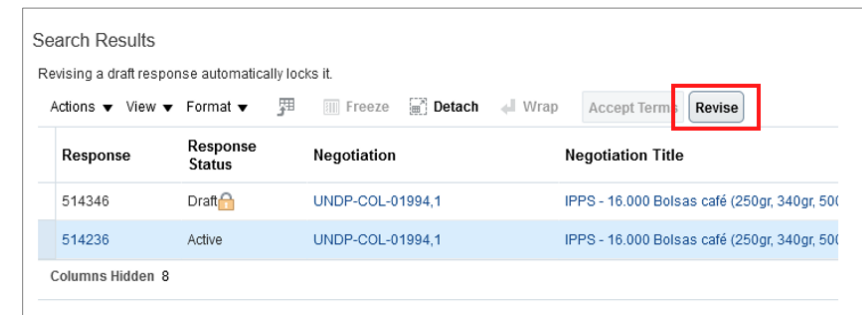 Search Results
Revising a draft response automatically locks it.
Actions View Format Freeze Detach Wrap Accept Terms Revise
Response Response Status Negotiation Negotiation Title
514346 Draft UNDP-COL-01994,1 IPPS - 16.000 Bolsas café (250gr, 340gr, 500
514236 Active UNDP-COL-01994,1 IPPS - 16.000 Bolsas café (250gr, 340gr, 500
Columns Hidden 8